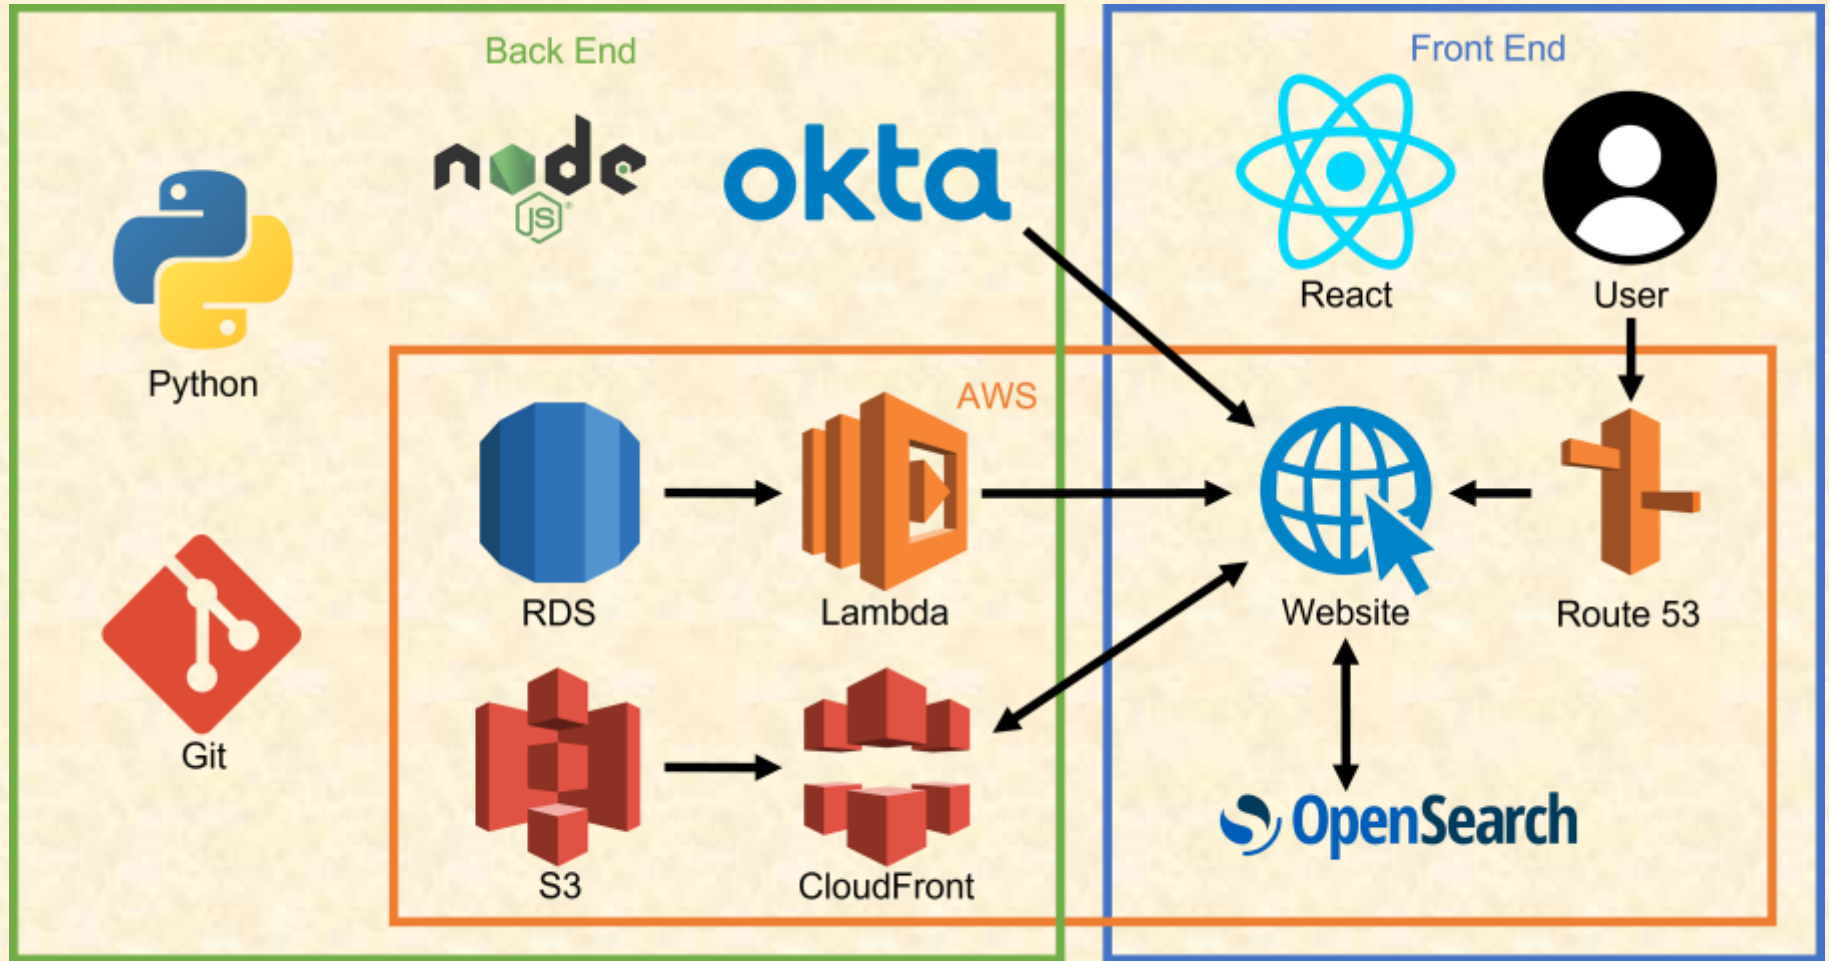 Back End
Front End
node
JS
okta
React
User
Python
AWS
RDS
Lambda
Website
Route 53
Git
S3
CloudFront
OpenSearch